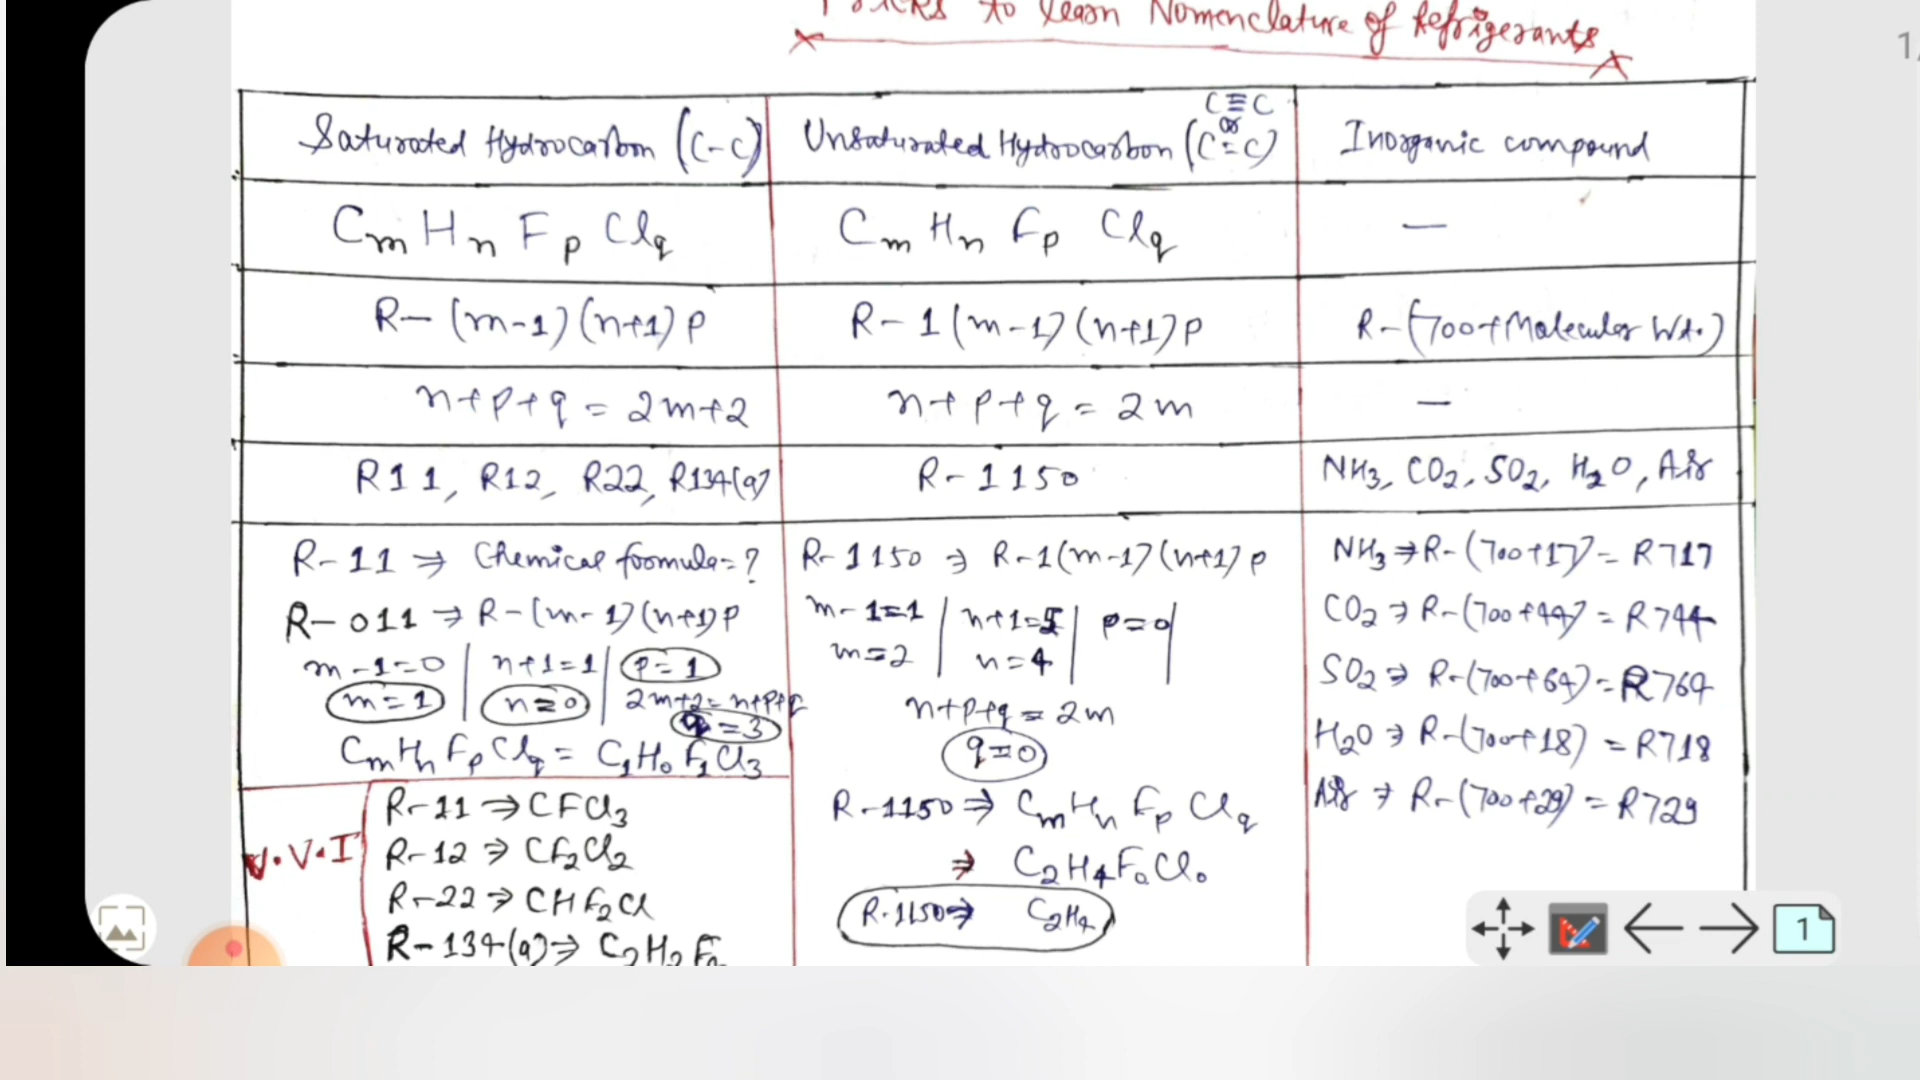 to learn Nomenclature of Refrigerants
Saturated Hydrocarbon (C-C)
CmHnFpClq
R-(m-1)(n+1)p
n+p+q = 2m+2
R11, R12, R22, R134(a)
R-11 ⇒ Chemical formula=?
R-011 ⇒ R-(m-1)(n+1)p
m-1=0 | n+1=1 | p=1
m=1 | n=0 | 2m+2=n+p+q
q=3
CmHnFpClq = C1H0F1Cl3
V.V.I
R-11 ⇒ CFCl3
R-12 ⇒ CF2Cl2
R-22 ⇒ CHF2Cl
R-134(a) ⇒ C2H2F
C≡C
or
Unsaturated Hydrocarbon (C=C)
CmHnFpClq
R-1(m-1)(n+1)p
n+p+q = 2m
R-1150
R-1150 ⇒ R-1(m-1)(n+1)p
m-1=1 | n+1=5 | p=0
m=2 | n=4
n+p+q = 2m
q=0
R-1150 ⇒ CmHnFpClq
⇒ C2H4F0Cl0
R-1150 ⇒ C2H4
Inorganic compound
—
R-(700+Molecular Wt.)
—
NH3, CO2, SO2, H2O, Air
NH3 ⇒ R-(700+17) = R717
CO2 ⇒ R-(700+44) = R744
SO2 ⇒ R-(700+64) = R764
H2O ⇒ R-(700+18) = R718
Air ⇒ R-(700+29) = R729
1